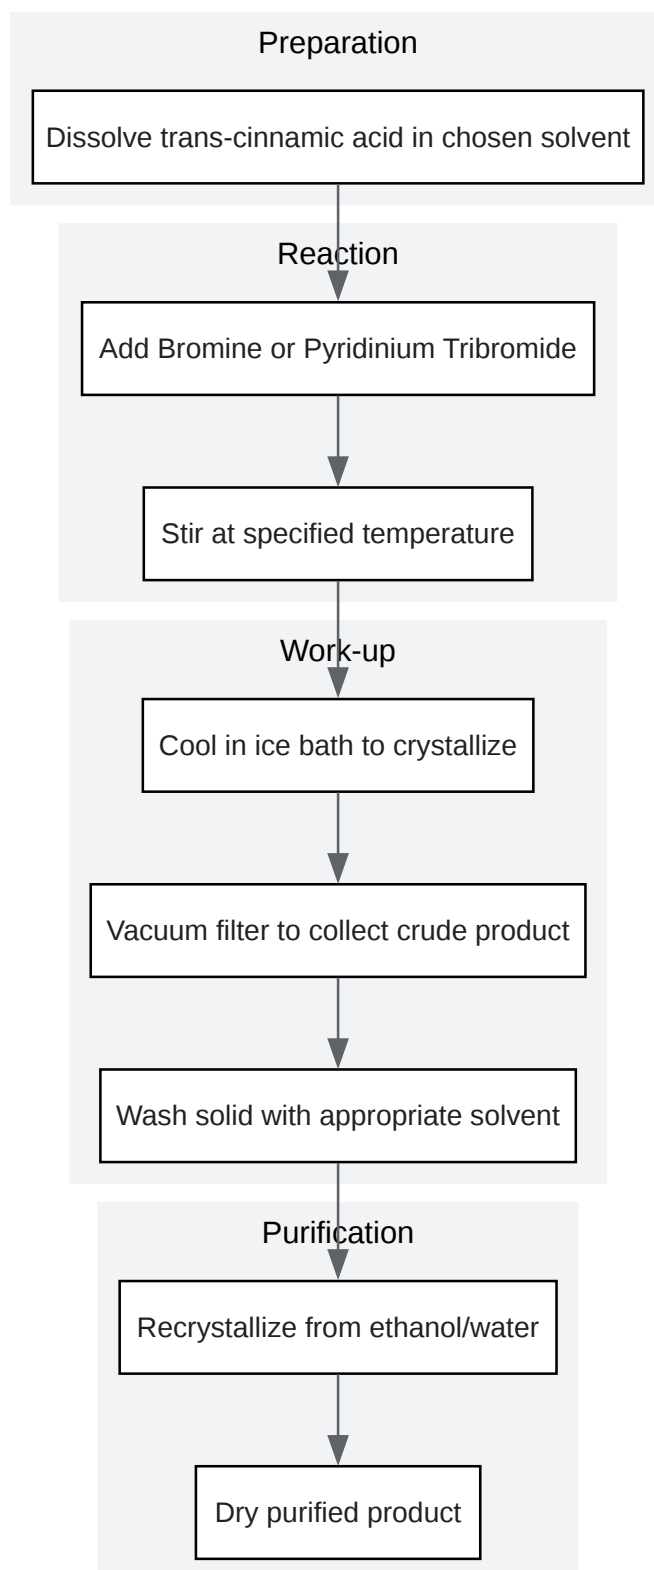 Preparation
Dissolve trans-cinnamic acid in chosen solvent
Reaction
Add Bromine or Pyridinium Tribromide
Stir at specified temperature
Work-up
Cool in ice bath to crystallize
Vacuum filter to collect crude product
Wash solid with appropriate solvent
Purification
Recrystallize from ethanol/water
Dry purified product